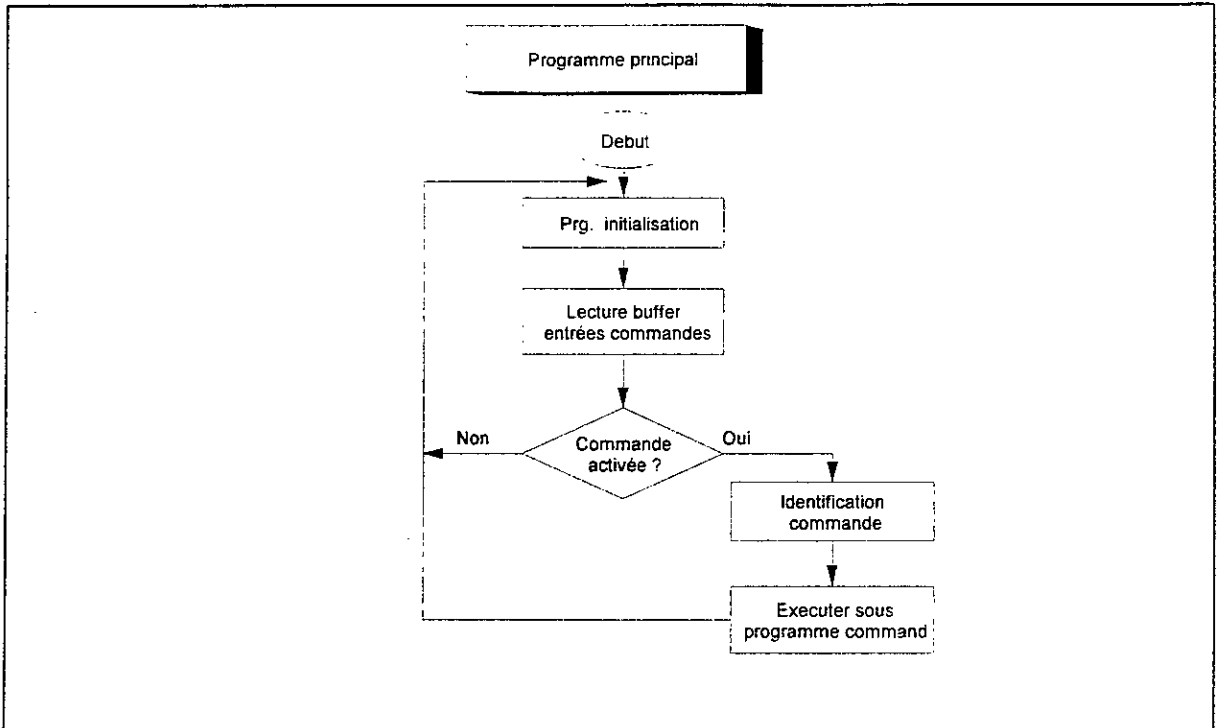 Programme principal
Debut
Prg. initialisation
Lecture buffer
entrées commandes
Non
Commande
activée ?
Oui
Identification
commande
Executer sous
programme command